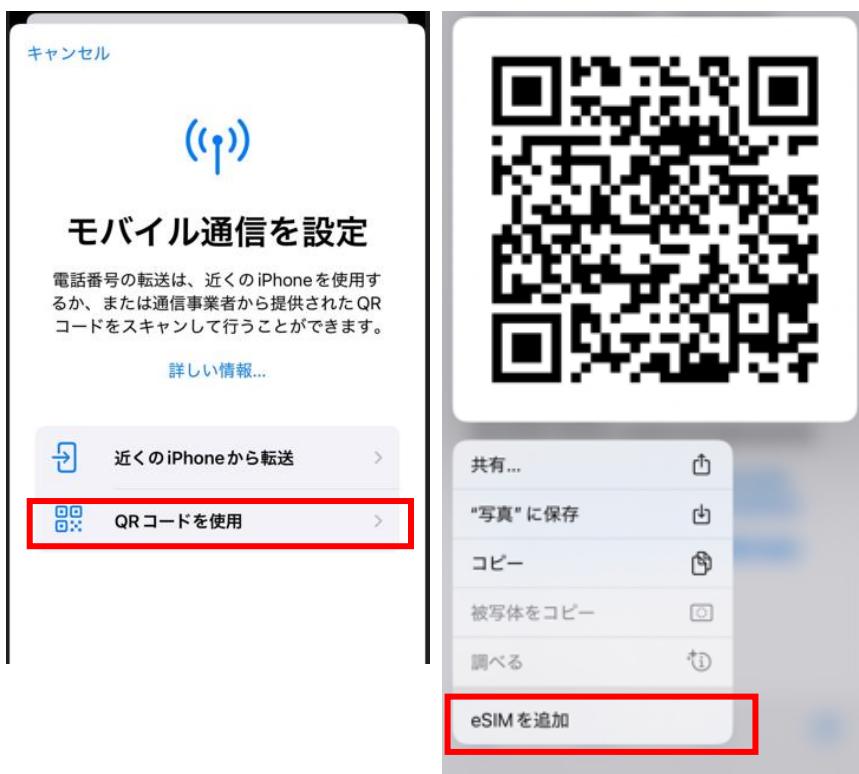 キャンセル
モバイル通信を設定
電話番号の転送は、近くのiPhoneを使用す
るか、または通信事業者から提供されたQR
コードをスキャンして行うことができます。
詳しい情報...
近くのiPhoneから転送
QRコードを使用
共有...
“写真”に保存
コピー
被写体をコピー
調べる
eSIMを追加